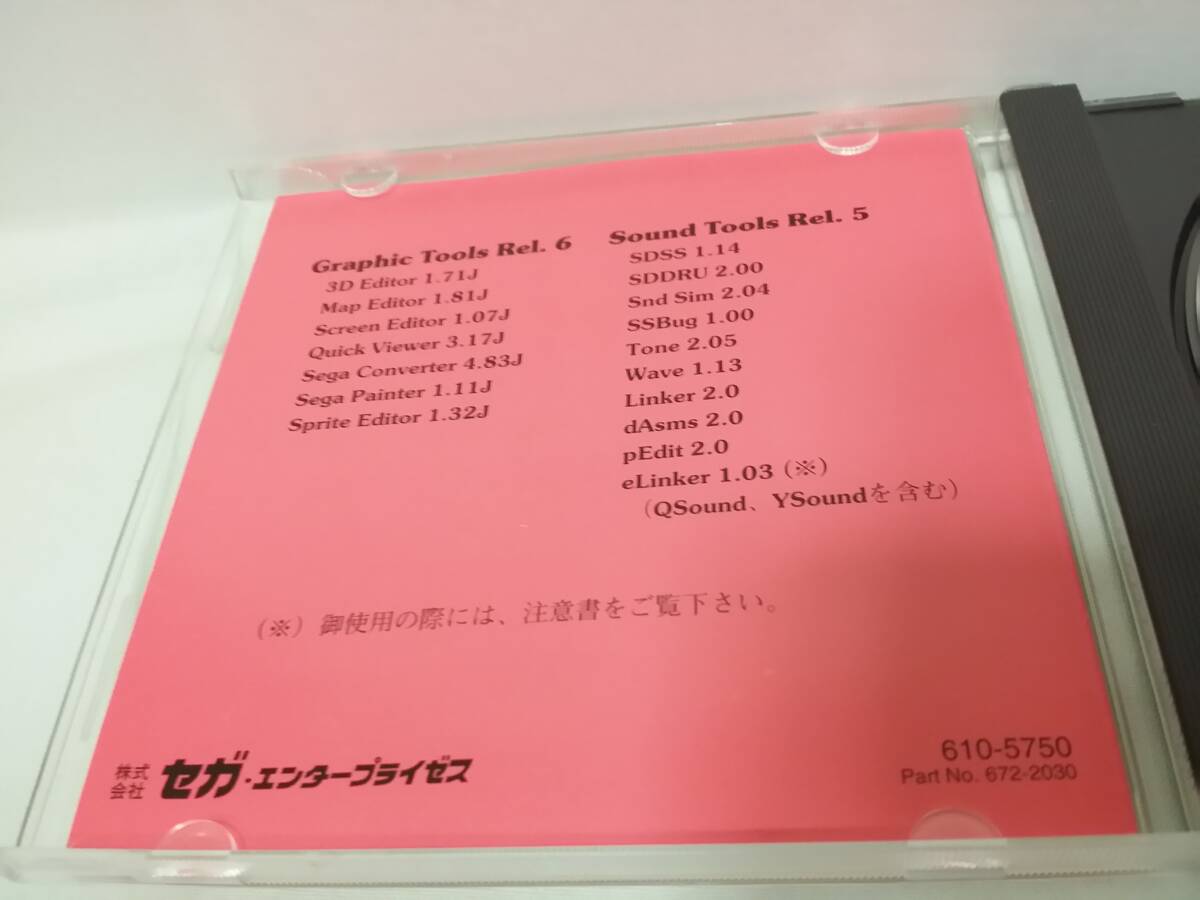 Graphic Tools Rel. 6
3D Editor 1.71J
Map Editor 1.81J
Screen Editor 1.07J
Quick Viewer 3.17J
Sega Converter 4.83J
Sega Painter 1.11J
Sprite Editor 1.32J
Sound Tools Rel. 5
SDSS 1.14
SDDRU 2.00
Snd Sim 2.04
SSBug 1.00
Tone 2.05
Wave 1.13
Linker 2.0
dAsms 2.0
pEdit 2.0
eLinker 1.03 (※)
(QSound、YSoundを含む)
(※) 御使用の際には、注意書をご覧下さい。
株式会社 セガ・エンタープライゼス
610-5750
Part No. 672-2030